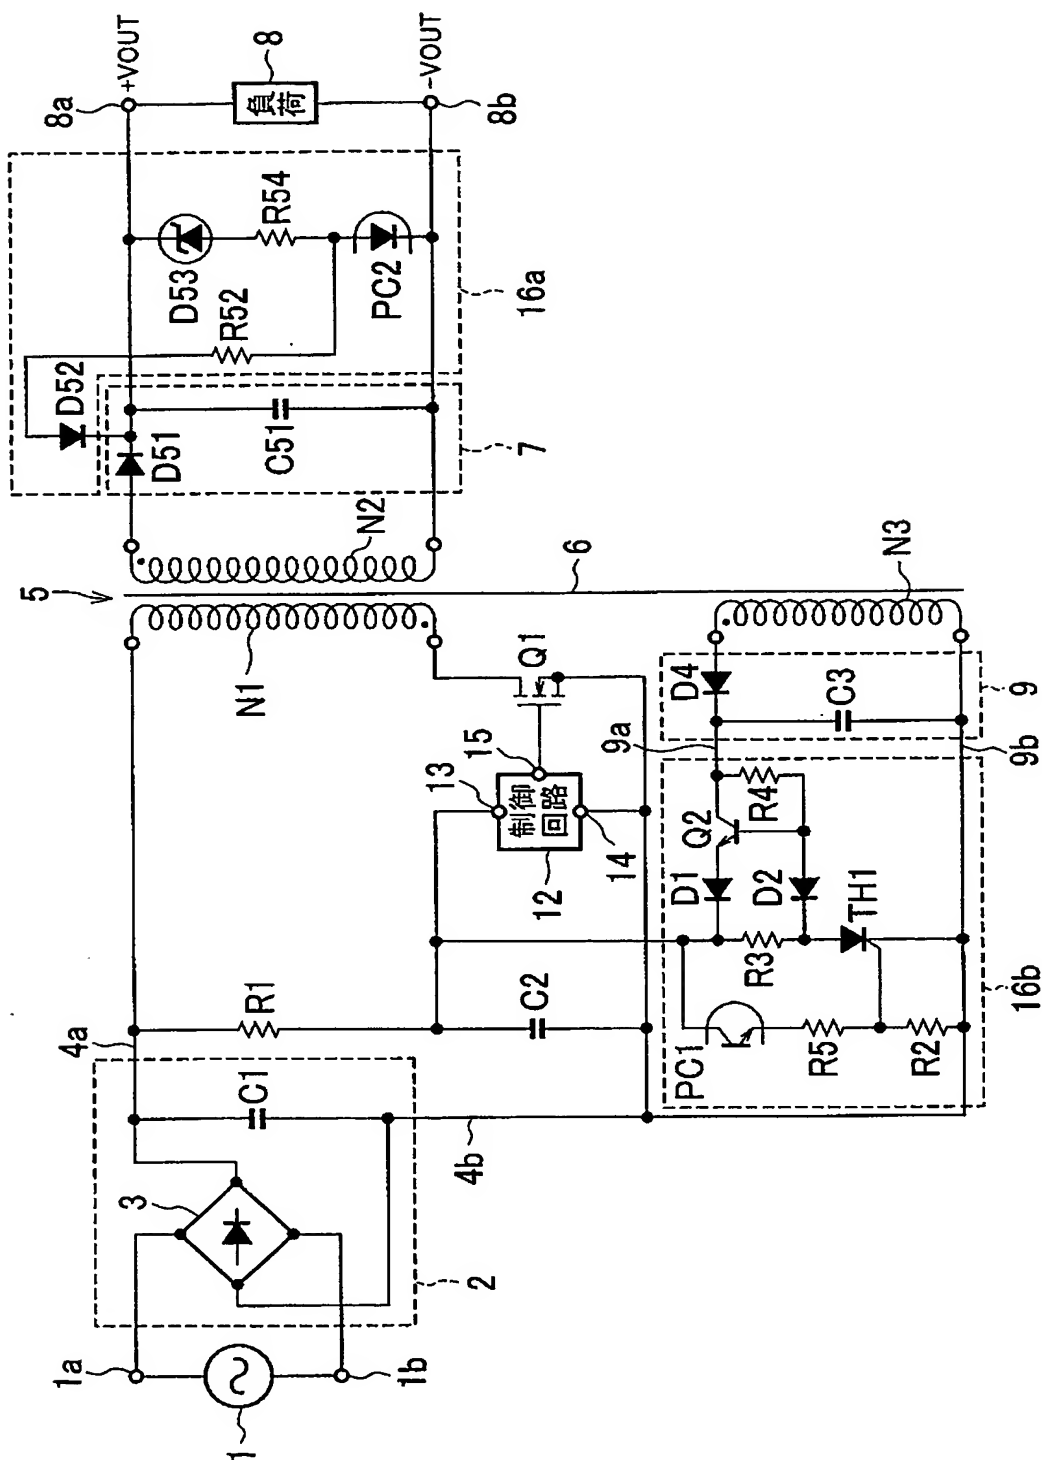 1
1a
1b
2
3
C1
4a
4b
R1
C2
5
N1
N2
6
Q1
12
13
14
15
制御
回路
D51
D52
C51
7
R52
D53
R54
PC2
16a
8a
+VOUT
8
負荷
-VOUT
8b
PC1
R5
R2
R3
TH1
D1
D2
Q2
R4
16b
9a
9b
D4
C3
9
N3